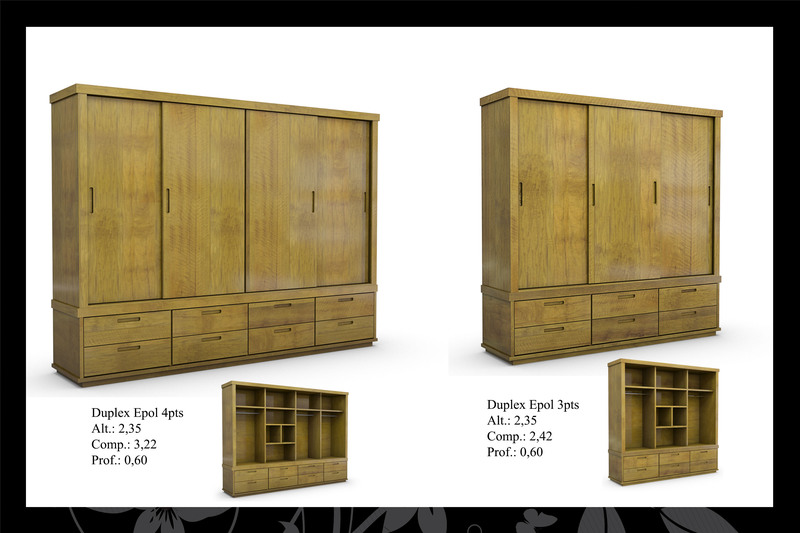 Duplex Epol 4pts
Alt.: 2,35
Comp.: 3,22
Prof.: 0,60
Duplex Epol 3pts
Alt.: 2,35
Comp.: 2,42
Prof.: 0,60